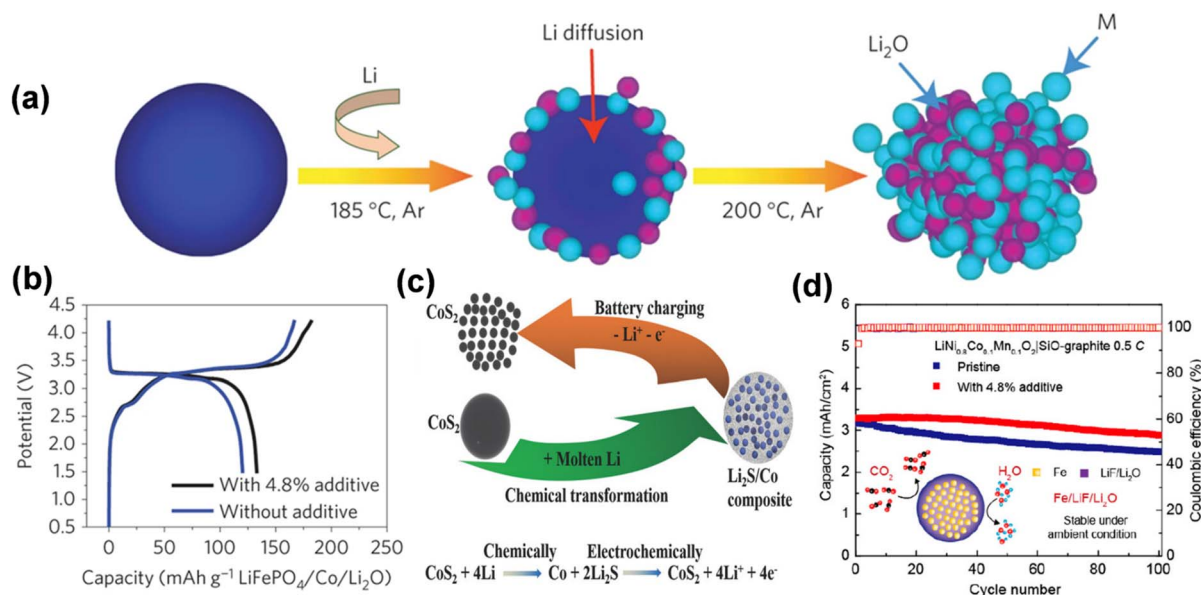 (a)
Li
185 °C, Ar
Li diffusion
200 °C, Ar
Li₂O
M
(b)
4.5
4.0
3.5
3.0
2.5
2.0
1.5
1.0
0.5
Potential (V)
With 4.8% additive
Without additive
0 50 100 150 200 250
Capacity (mAh g⁻¹ LiFePO₄/Co/Li₂O)
(c)
CoS₂
Battery charging
- Li⁺ - e⁻
CoS₂
+ Molten Li
Chemical transformation
Li₂S/Co
composite
Chemically Electrochemically
CoS₂ + 4Li Co + 2Li₂S CoS₂ + 4Li⁺ + 4e⁻
(d)
6
5
4
3
2
1
0
Capacity (mAh/cm²)
LiNi₀.₈Co₀.₁Mn₀.₁O₂|SiO-graphite 0.5 C
Pristine
With 4.8% additive
CO₂
H₂O
Fe LiF/Li₂O
Fe/LiF/Li₂O
Stable under
ambient condition
100
80
60
40
20
0
Coulombic efficiency (%)
0 20 40 60 80 100
Cycle number